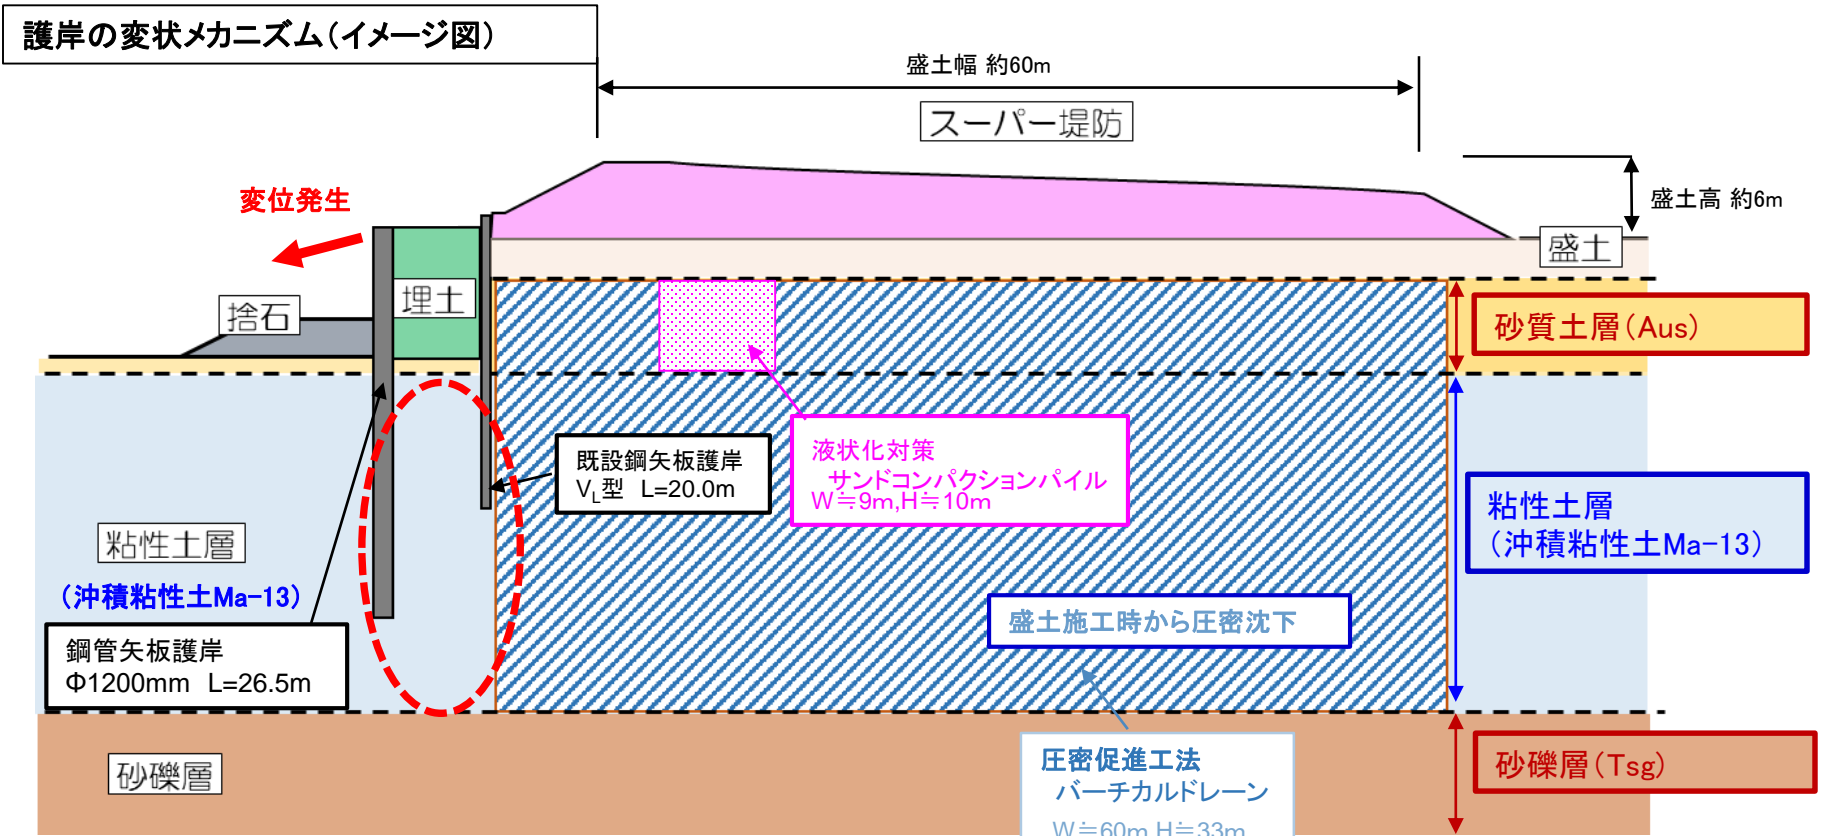 護岸の変状メカニズム(イメージ図)
盛土幅 約60m
スーパー堤防
変位発生
盛土高 約6m
盛土
捨石
埋土
砂質土層(Aus)
既設鋼矢板護岸
VL型 L=20.0m
液状化対策
サンドコンパクションパイル
W≒9m,H≒10m
粘性土層
(沖積粘性土Ma-13)
粘性土層
(沖積粘性土Ma-13)
盛土施工時から圧密沈下
鋼管矢板護岸
Φ1200mm L=26.5m
砂礫層
圧密促進工法
バーチカルドレーン
W≒60m,H≒33m
砂礫層(Tsg)